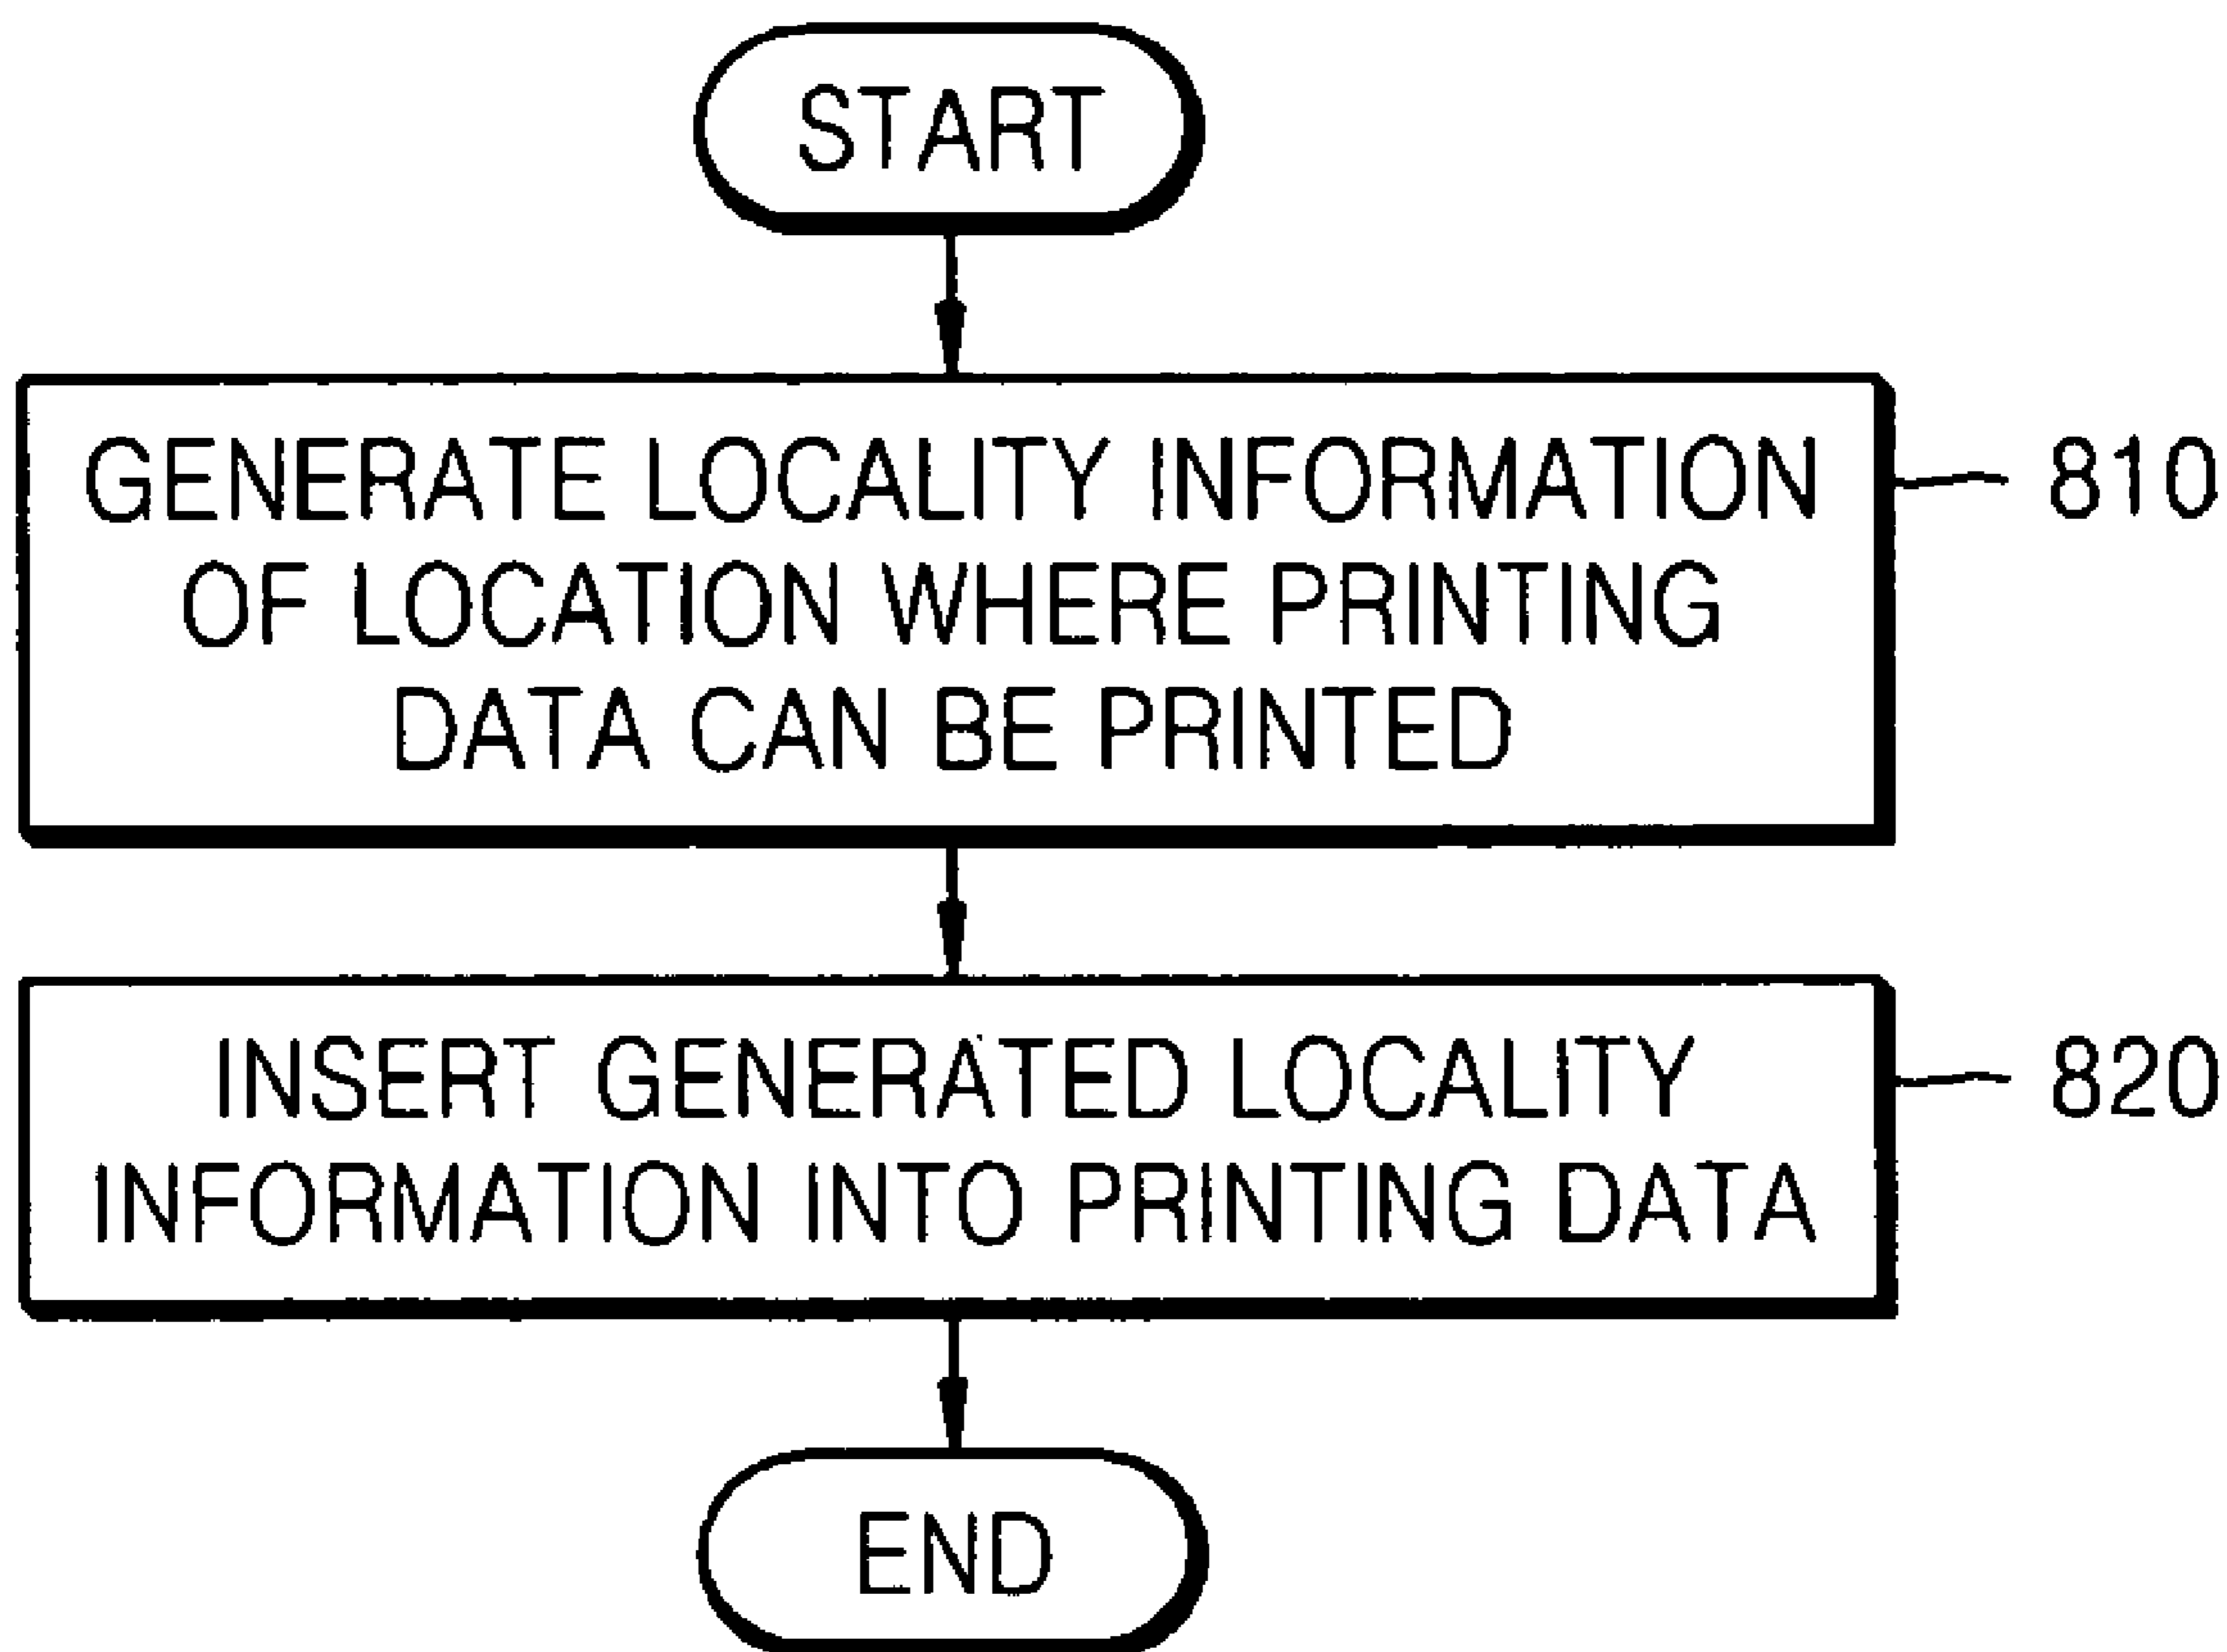 START
GENERATE LOCALITY INFORMATION
OF LOCATION WHERE PRINTING
DATA CAN BE PRINTED
810
INSERT GENERATED LOCALITY
INFORMATION INTO PRINTING DATA
820
END